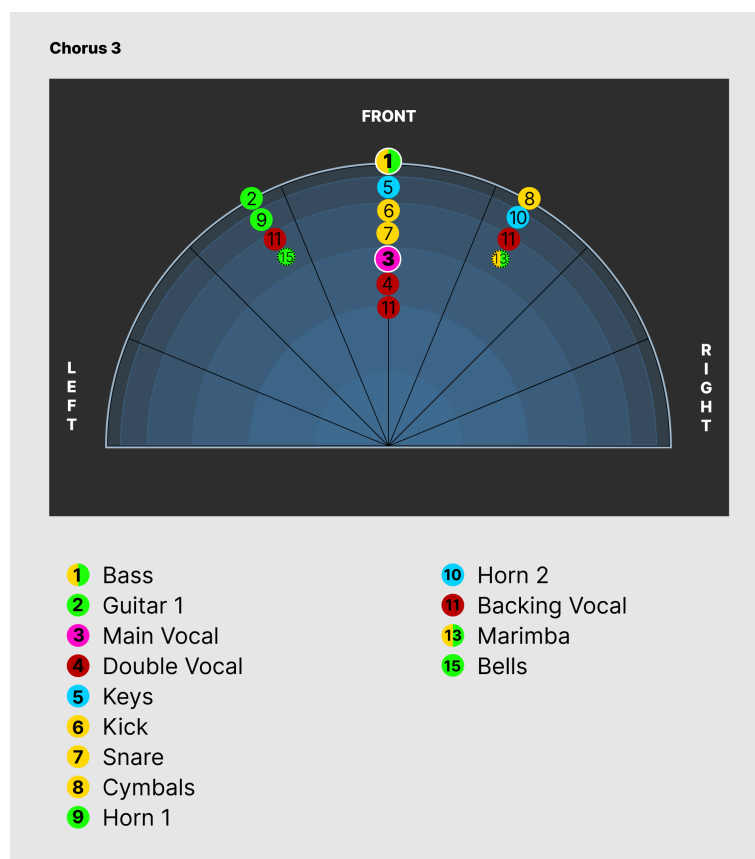 Chorus 3
FRONT
1
5
2
8
6
9
10
7
11
11
15
3
13
4
11
LEFT
RIGHT
1 Bass
2 Guitar 1
3 Main Vocal
4 Double Vocal
5 Keys
6 Kick
7 Snare
8 Cymbals
9 Horn 1
10 Horn 2
11 Backing Vocal
13 Marimba
15 Bells